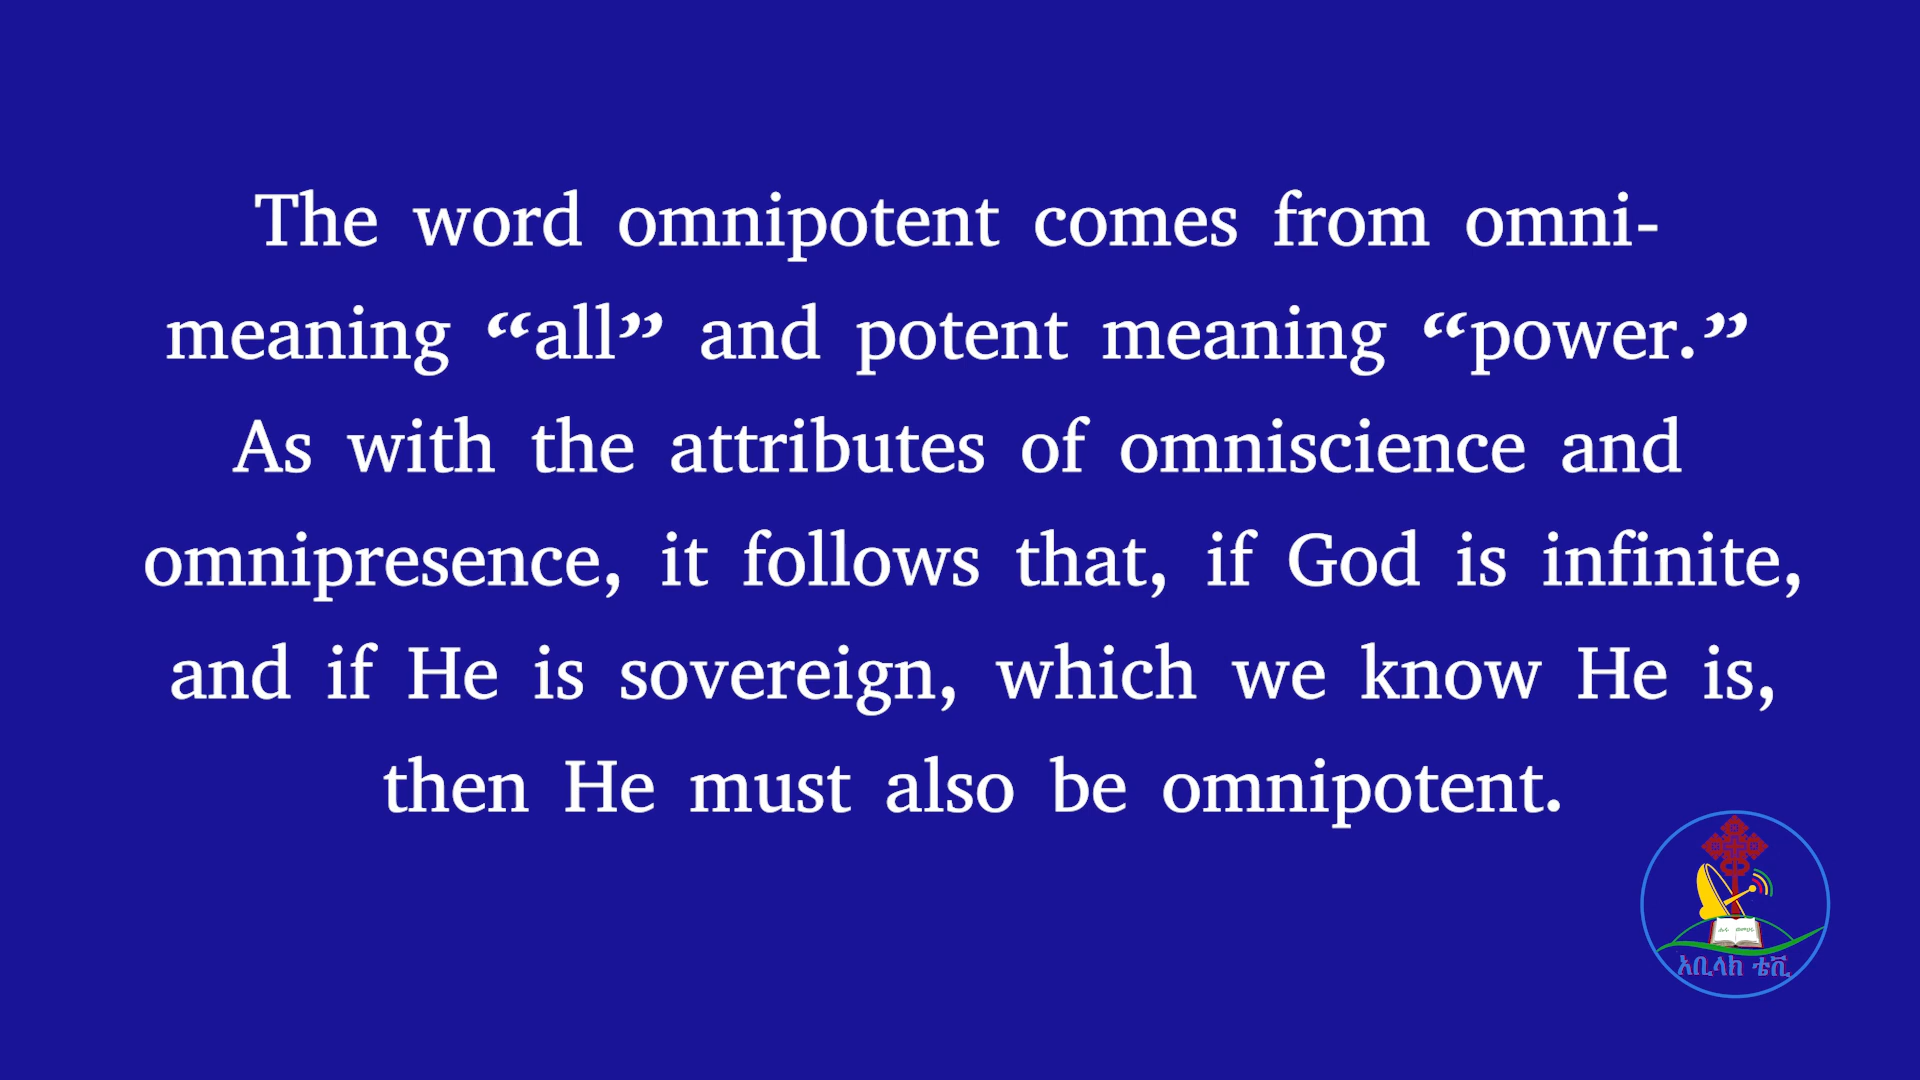 The word omnipotent comes from omni-
meaning “all” and potent meaning “power.”
As with the attributes of omniscience and
omnipresence, it follows that, if God is infinite,
and if He is sovereign, which we know He is,
then He must also be omnipotent.
አቢላክ ቴቪ